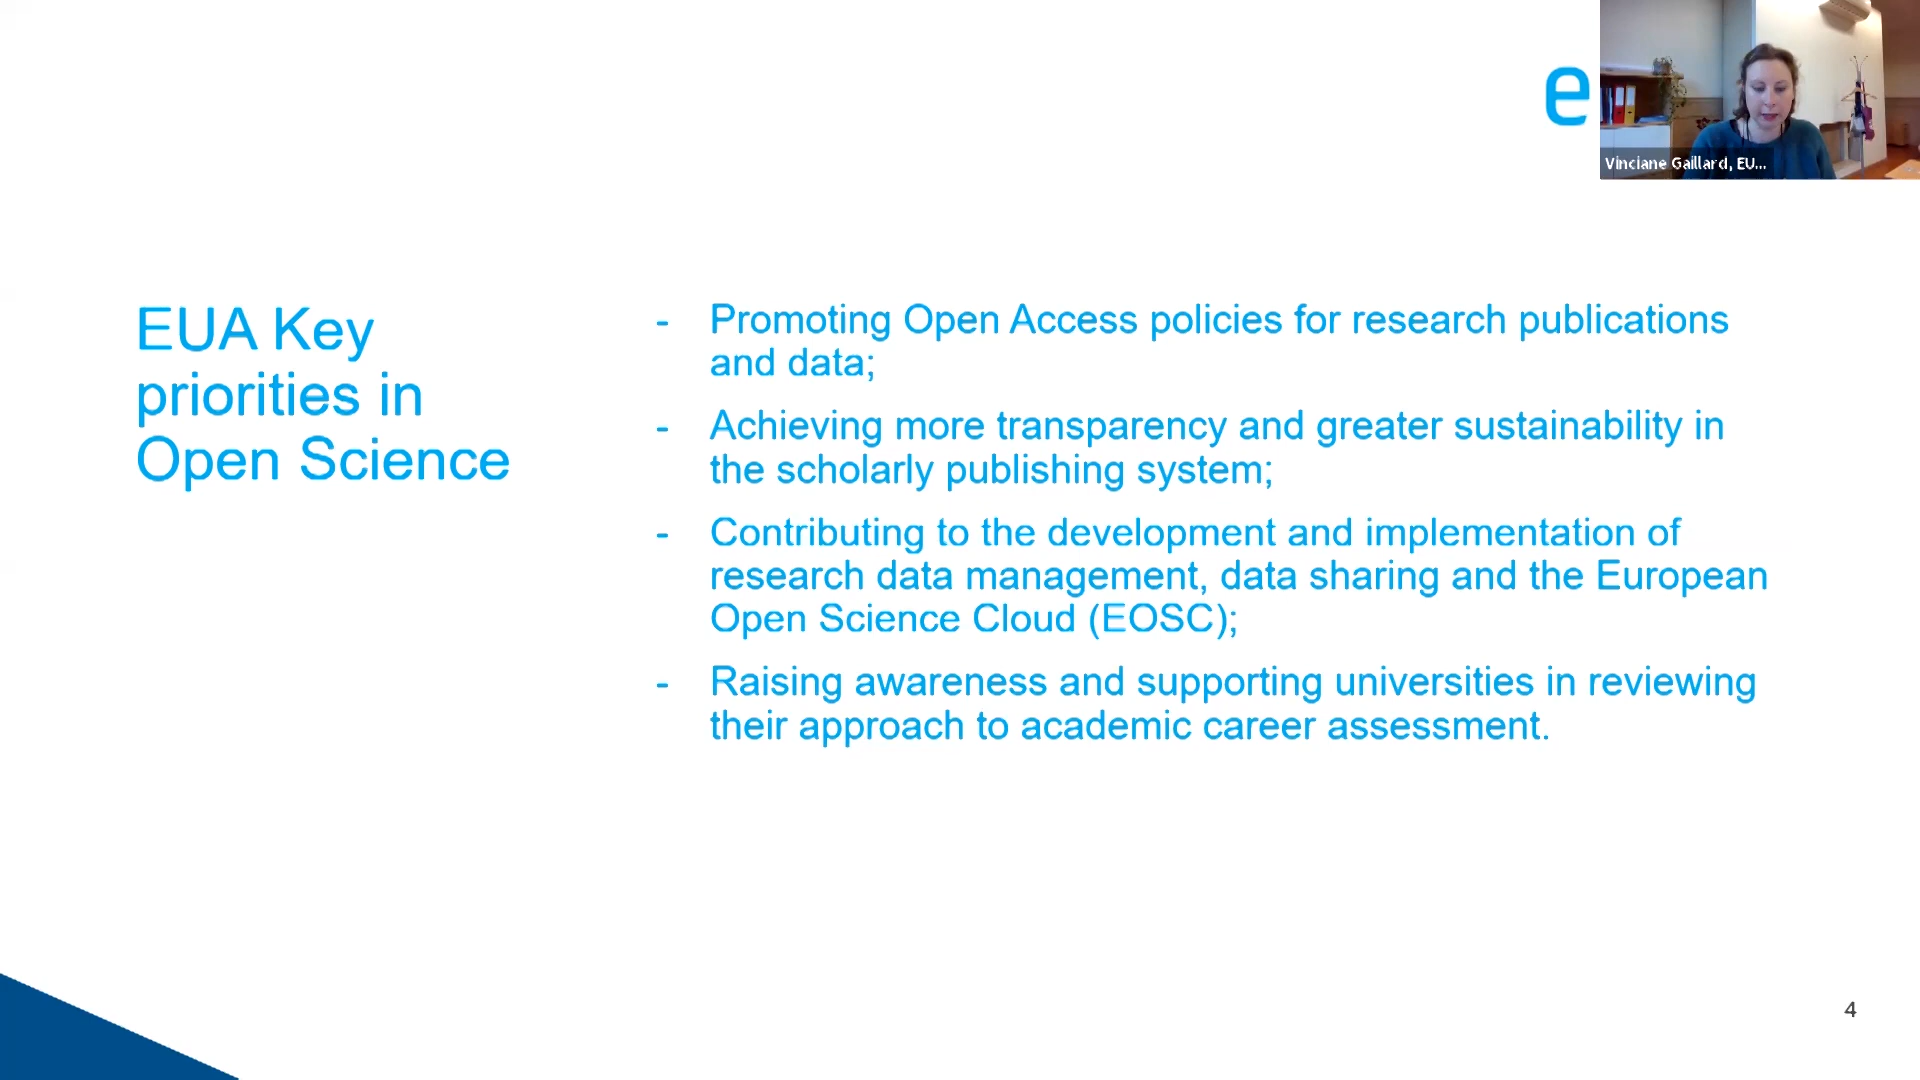 e
Vinciane Gaillard, EU...
EUA Key
priorities in
Open Science
- Promoting Open Access policies for research publications
and data;
- Achieving more transparency and greater sustainability in
the scholarly publishing system;
- Contributing to the development and implementation of
research data management, data sharing and the European
Open Science Cloud (EOSC);
- Raising awareness and supporting universities in reviewing
their approach to academic career assessment.
4